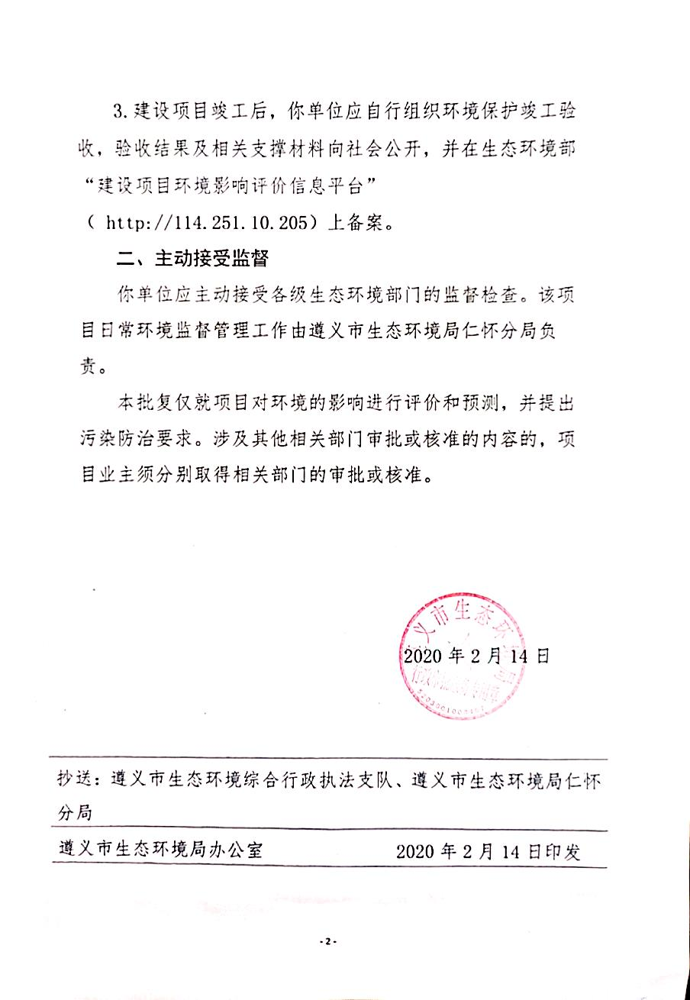 3.建设项目竣工后，你单位应自行组织环境保护竣工验
收，验收结果及相关支撑材料向社会公开，并在生态环境部
“建设项目环境影响评价信息平台”
（ http://114.251.10.205）上备案。
二、主动接受监督
你单位应主动接受各级生态环境部门的监督检查。该项
目日常环境监督管理工作由遵义市生态环境局仁怀分局负
责。
本批复仅就项目对环境的影响进行评价和预测，并提出
污染防治要求。涉及其他相关部门审批或核准的内容的，项
目业主须分别取得相关部门的审批或核准。
义市生态环
2020 年 2 月 14 日
抄送：遵义市生态环境综合行政执法支队、遵义市生态环境局仁怀
分局
遵义市生态环境局办公室 2020 年 2 月 14 日印发
- 2 -